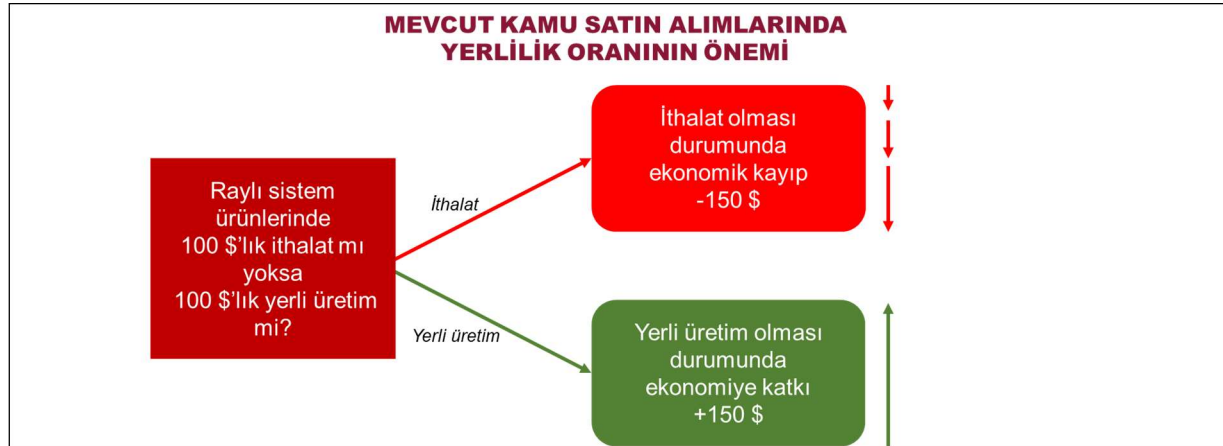 MEVCUT KAMU SATIN ALIMLARINDA
YERLİLİK ORANININ ÖNEMİ
İthalat olması
durumunda
ekonomik kayıp
-150 $
Raylı sistem
ürünlerinde
100 $’lık ithalat mı
yoksa
100 $’lık yerli üretim
mi?
İthalat
Yerli üretim
Yerli üretim olması
durumunda
ekonomiye katkı
+150 $